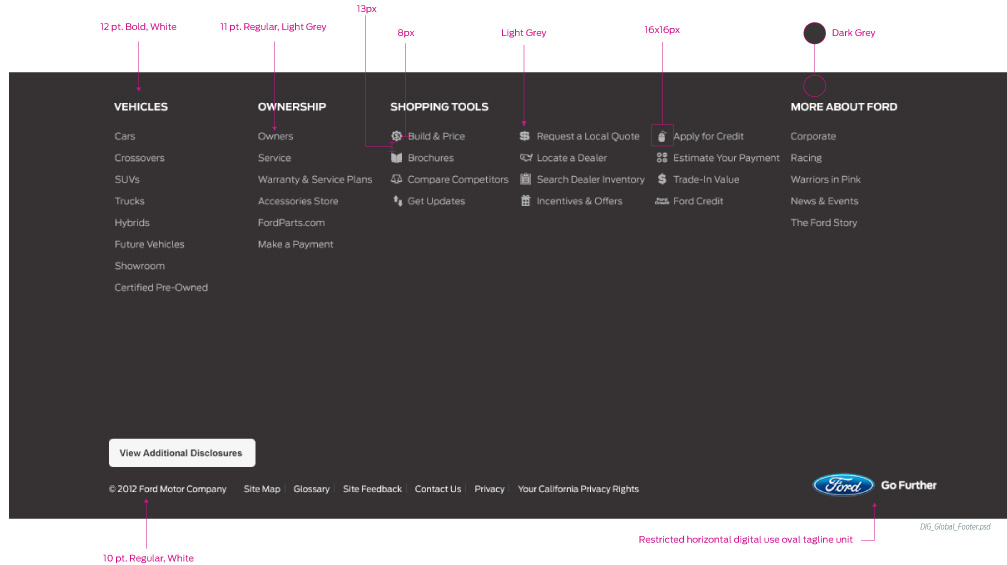 13px
12 pt. Bold, White
11 pt. Regular, Light Grey
8px
Light Grey
16x16px
Dark Grey
VEHICLES
Cars
Crossovers
SUVs
Trucks
Hybrids
Future Vehicles
Showroom
Certified Pre-Owned
OWNERSHIP
Owners
Service
Warranty & Service Plans
Accessories Store
FordParts.com
Make a Payment
SHOPPING TOOLS
Build & Price
Brochures
Compare Competitors
Get Updates
Request a Local Quote
Locate a Dealer
Search Dealer Inventory
Incentives & Offers
Apply for Credit
Estimate Your Payment
Trade-In Value
Ford Credit
MORE ABOUT FORD
Corporate
Racing
Warriors in Pink
News & Events
The Ford Story
View Additional Disclosures
© 2012 Ford Motor Company Site Map Glossary Site Feedback Contact Us Privacy Your California Privacy Rights
Ford Go Further
DIG_Global_Footer.psd
Restricted horizontal digital use oval tagline unit
10 pt. Regular, White